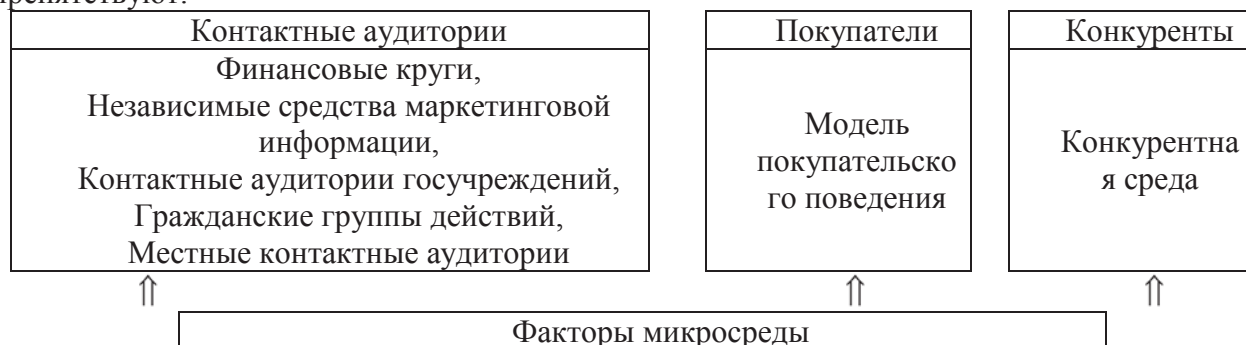 Контактные аудитории
Финансовые круги,
Независимые средства маркетинговой
информации,
Контактные аудитории госучреждений,
Гражданские группы действий,
Местные контактные аудитории
Покупатели
Модель
покупательско
го поведения
Конкуренты
Конкурентна
я среда
⇑ ⇑ ⇑
Факторы микросреды